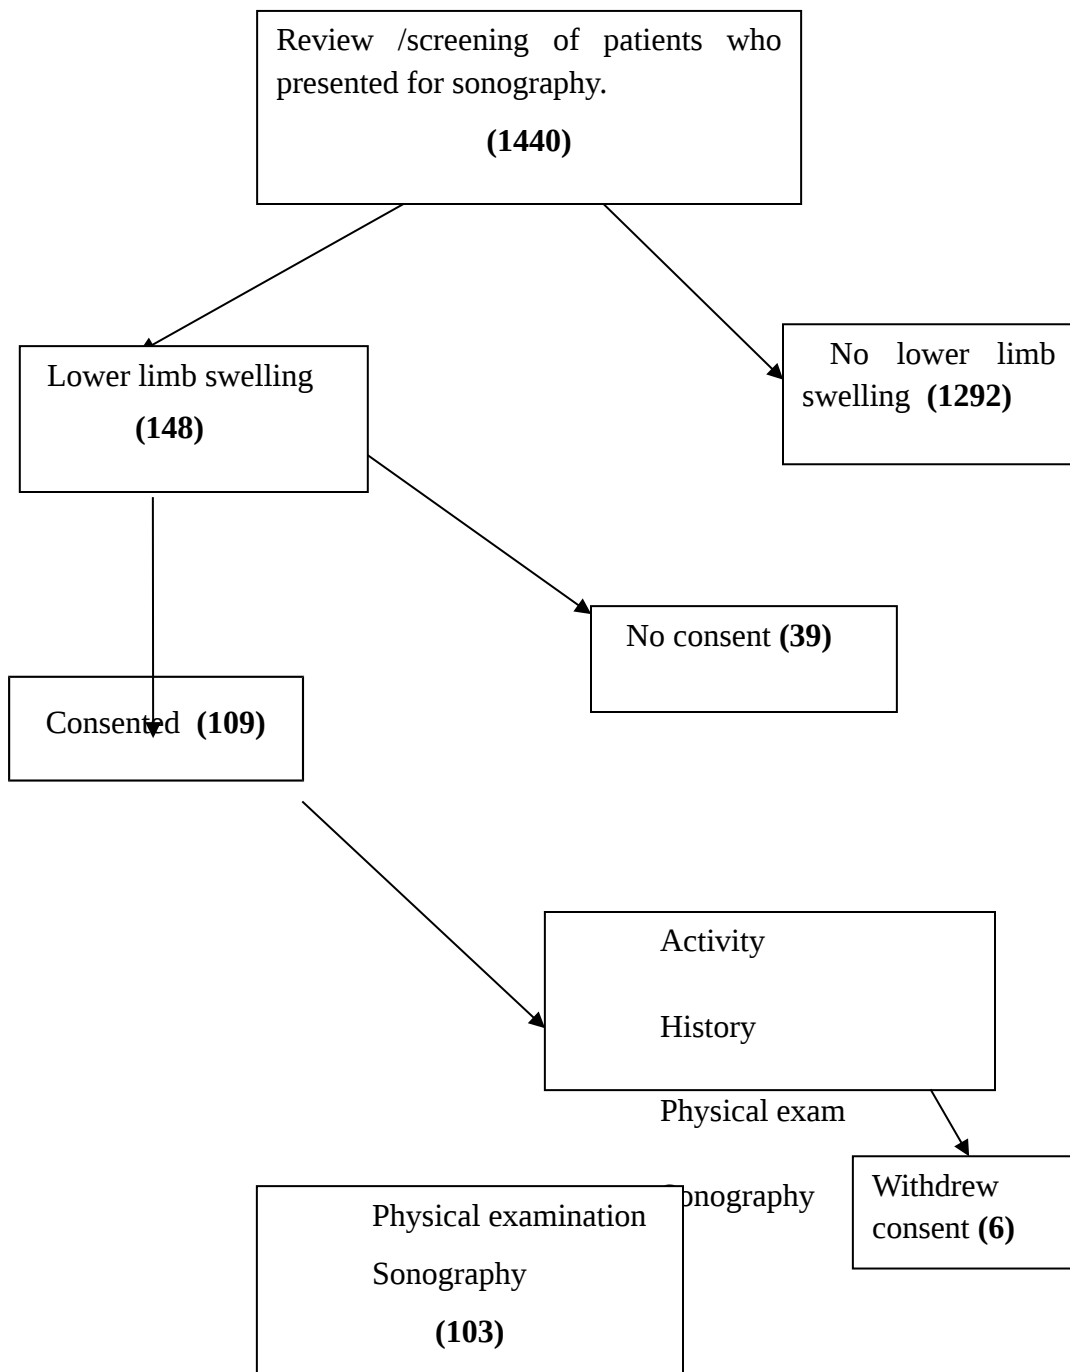 Review /screening of patients who
presented for sonography.
(1440)
Lower limb swelling
(148)
No lower limb
swelling (1292)
No consent (39)
Consented (109)
Activity
History
Physical exam
Sonography
Withdrew
consent (6)
Physical examination
Sonography
(103)